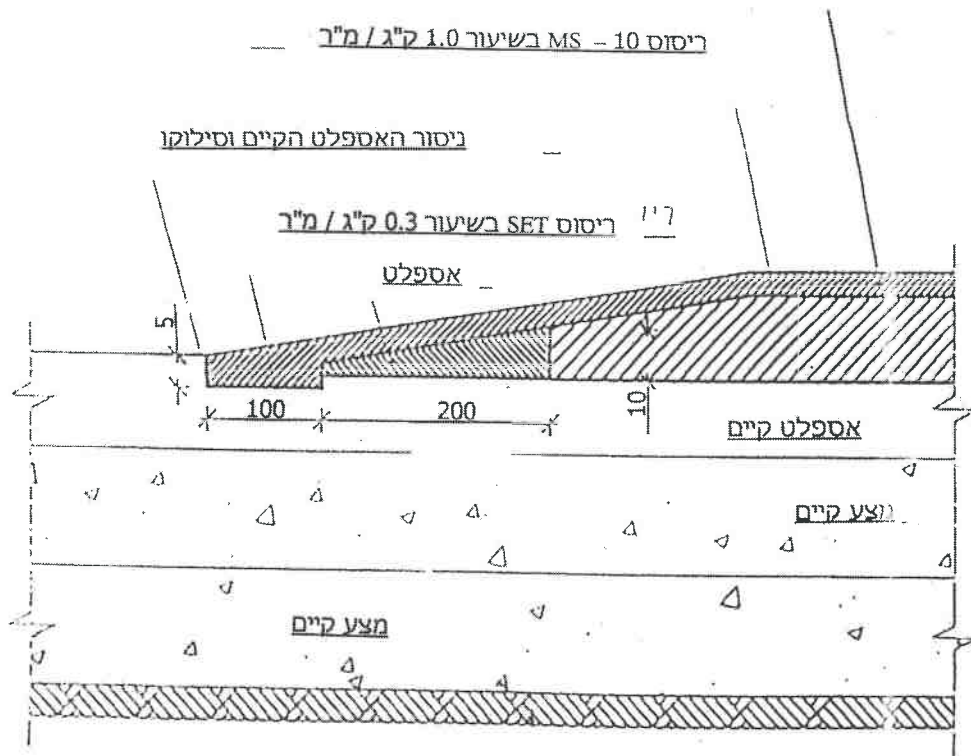 ריסוס MS – 10 בשיעור 1.0 ק"ג / מ"ר
ניסור האספלט הקיים וסילוקו
ריסוס SET בשיעור 0.3 ק"ג / מ"ר
אספלט
5
100
200
10
אספלט קיים
מצע קיים
מצע קיים